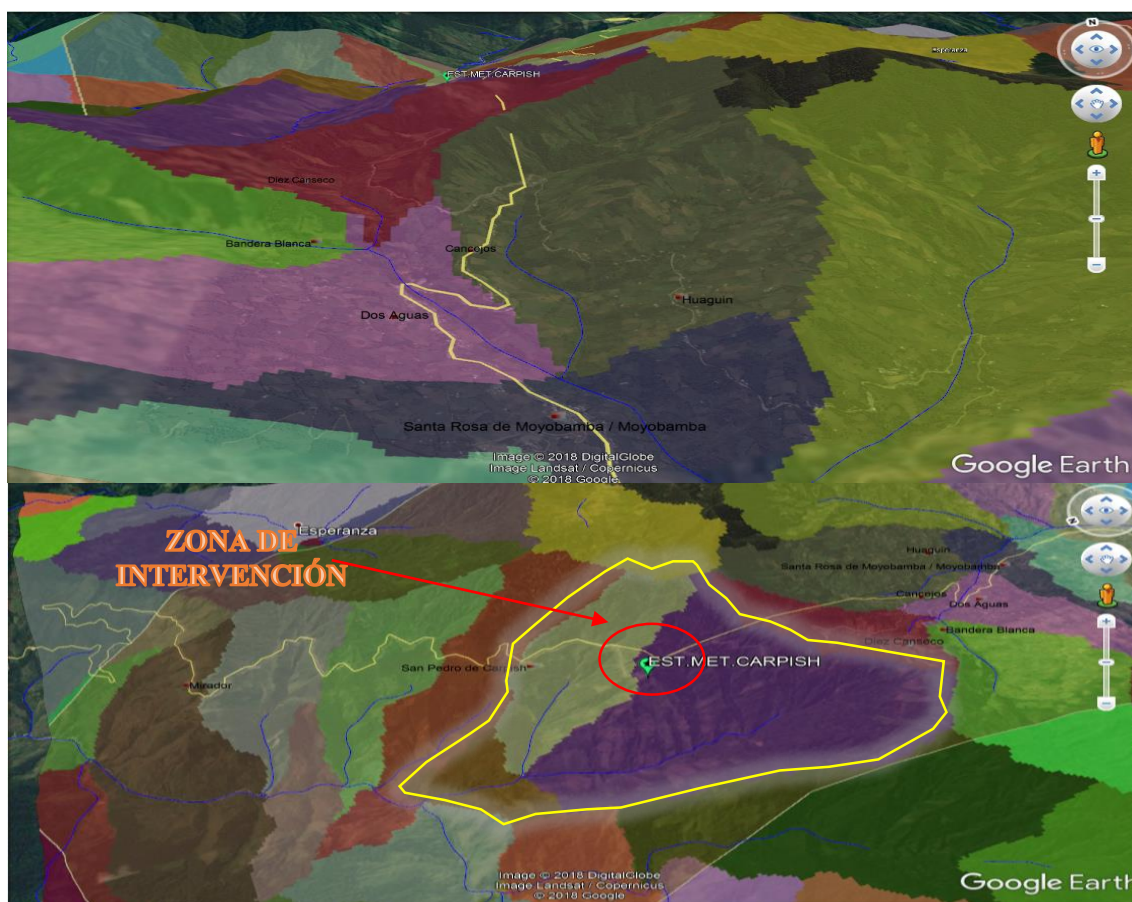 N
Esperanza
EST.MET.CARPISH
Diez Canseco
Bandera Blanca
Cancejos
Huaguin
Dos Aguas
Santa Rosa de Moyobamba / Moyobamba
Image © 2018 DigitalGlobe
Image Landsat / Copernicus
© 2018 Google
Google Earth
Esperanza
ZONA DE
INTERVENCIÓN
N
Huaguin
Santa Rosa de Moyobamba / Moyobamba
Cancejos
Dos Aguas
Bandera Blanca
Diez Canseco
EST.MET.CARPISH
San Pedro de Carpish
Mirador
Image © 2018 DigitalGlobe
Image Landsat / Copernicus
© 2018 Google
Google Earth